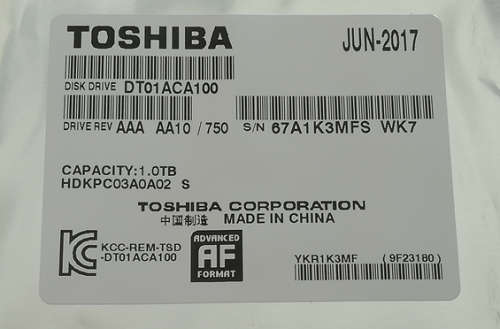 TOSHIBA JUN-2017
DISK DRIVE DT01ACA100
DRIVE REV AAA AA10 / 750 S/N 67A1K3MFS WK7
CAPACITY:1.0TB
HDKPC03A0A02 S
TOSHIBA CORPORATION
中国制造 MADE IN CHINA
KCC-REM-TSD
-DT01ACA100
ADVANCED
AF
FORMAT
YKR1K3MF ( 9F23180 )